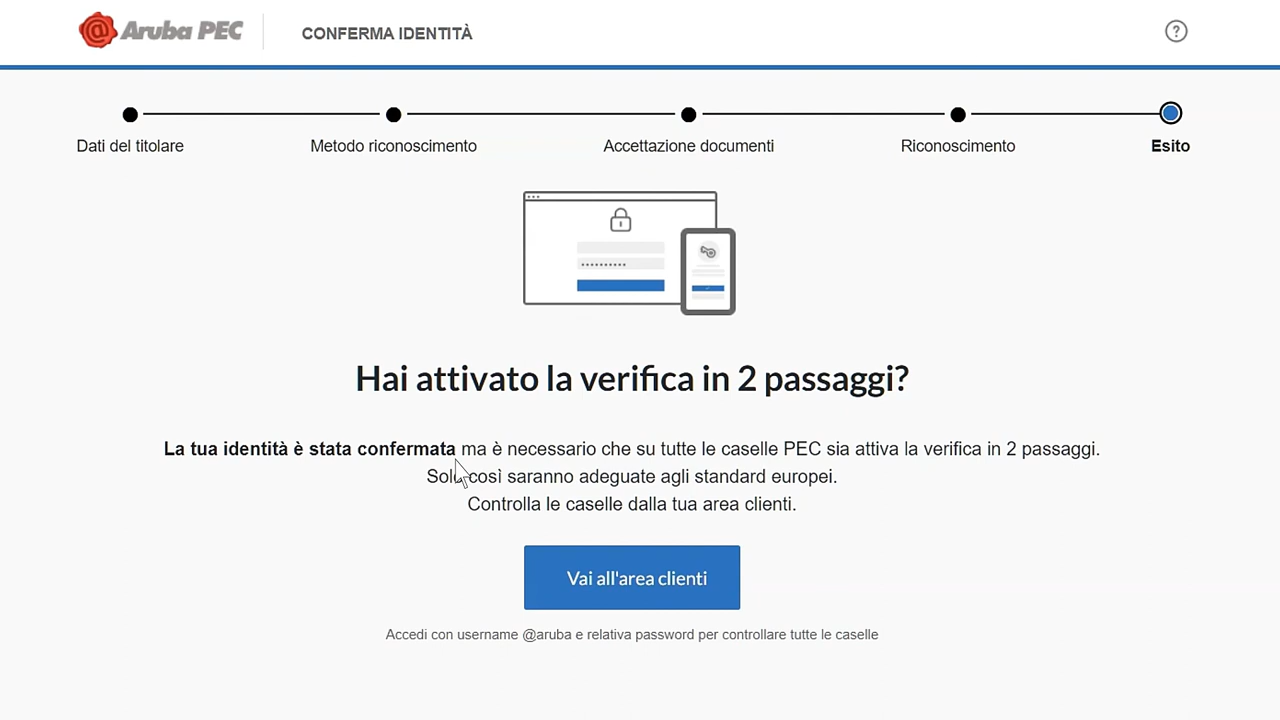 Aruba PEC
CONFERMA IDENTITÀ
?
Dati del titolare
Metodo riconoscimento
Accettazione documenti
Riconoscimento
Esito
Hai attivato la verifica in 2 passaggi?
La tua identità è stata confermata ma è necessario che su tutte le caselle PEC sia attiva la verifica in 2 passaggi.
Solo così saranno adeguate agli standard europei.
Controlla le caselle dalla tua area clienti.
Vai all'area clienti
Accedi con username @aruba e relativa password per controllare tutte le caselle